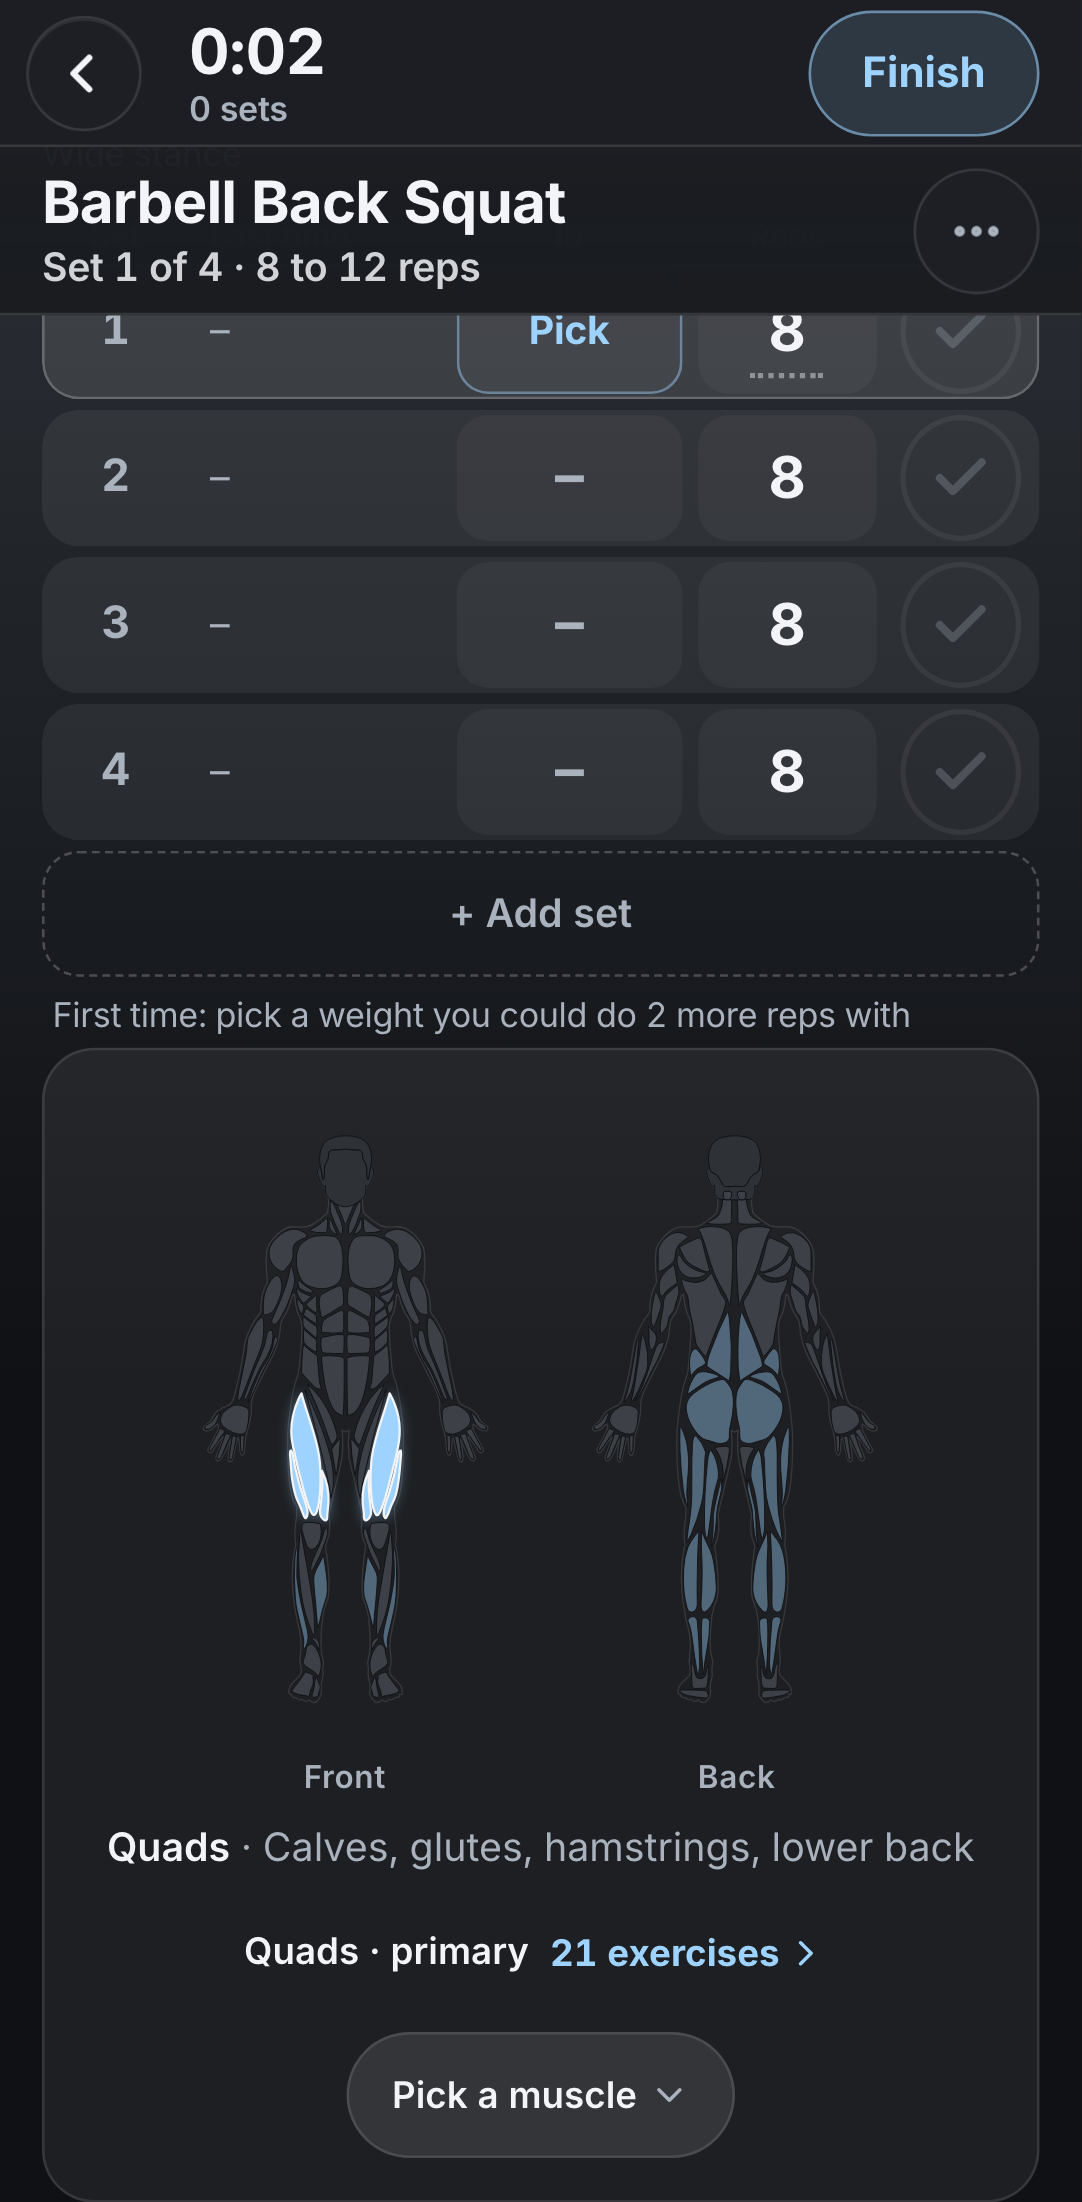 0:02
0 sets
Finish
Wide stance
Barbell Back Squat
Set 1 of 4 · 8 to 12 reps
1 – Pick 8
2 – – 8
3 – – 8
4 – – 8
+ Add set
First time: pick a weight you could do 2 more reps with
Front
Back
Quads · Calves, glutes, hamstrings, lower back
Quads · primary 21 exercises
Pick a muscle